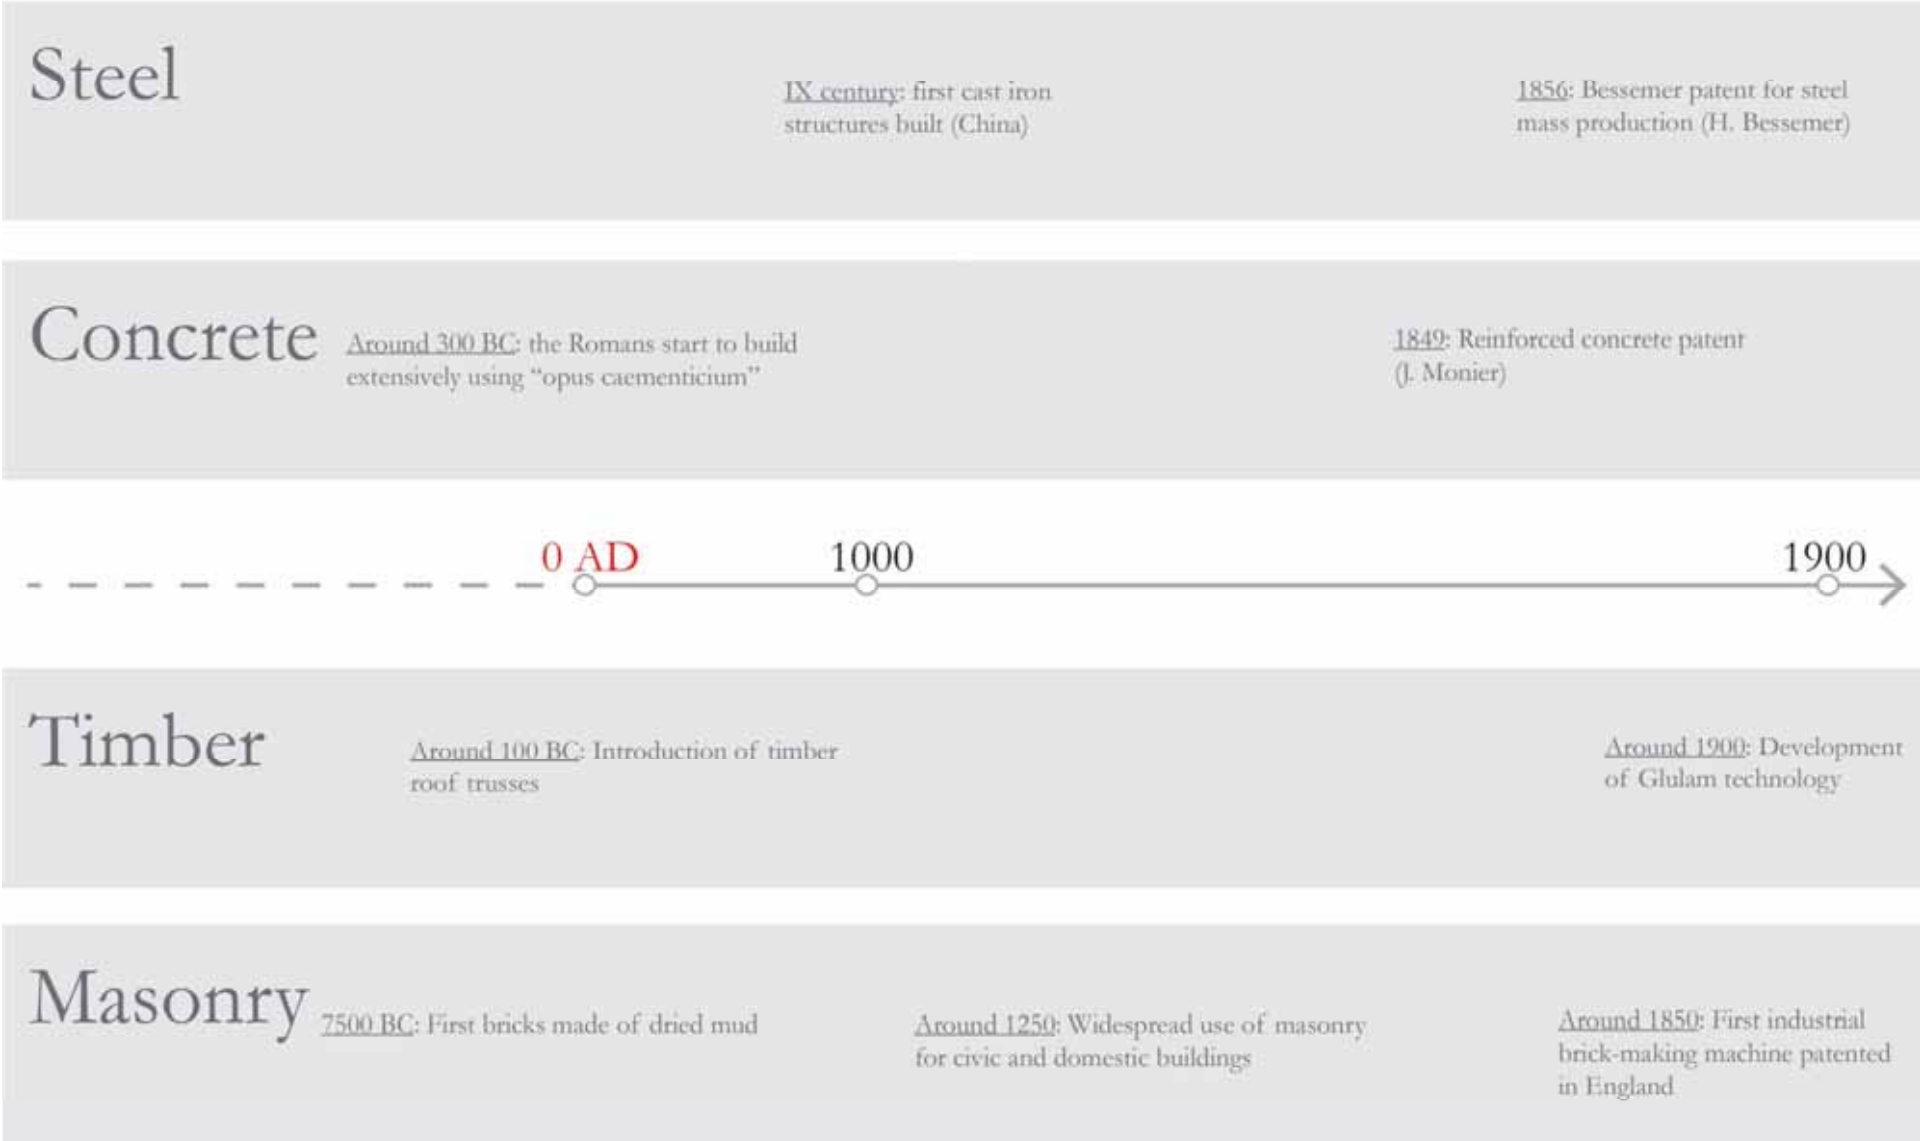 Steel
IX century: first cast iron
structures built (China)
1856: Bessemer patent for steel
mass production (H. Bessemer)
Concrete
Around 300 BC: the Romans start to build
extensively using “opus caementicium”
1849: Reinforced concrete patent
(J. Monier)
0 AD
1000
1900
Timber
Around 100 BC: Introduction of timber
roof trusses
Around 1900: Development
of Glulam technology
Masonry
7500 BC: First bricks made of dried mud
Around 1250: Widespread use of masonry
for civic and domestic buildings
Around 1850: First industrial
brick-making machine patented
in England